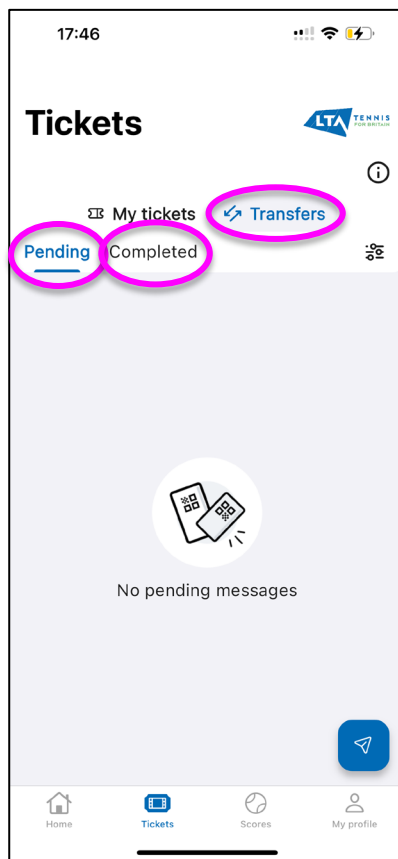 17:46
Tickets
LTA TENNIS
FOR BRITAIN
My tickets Transfers
Pending Completed
No pending messages
Home Tickets Scores My profile